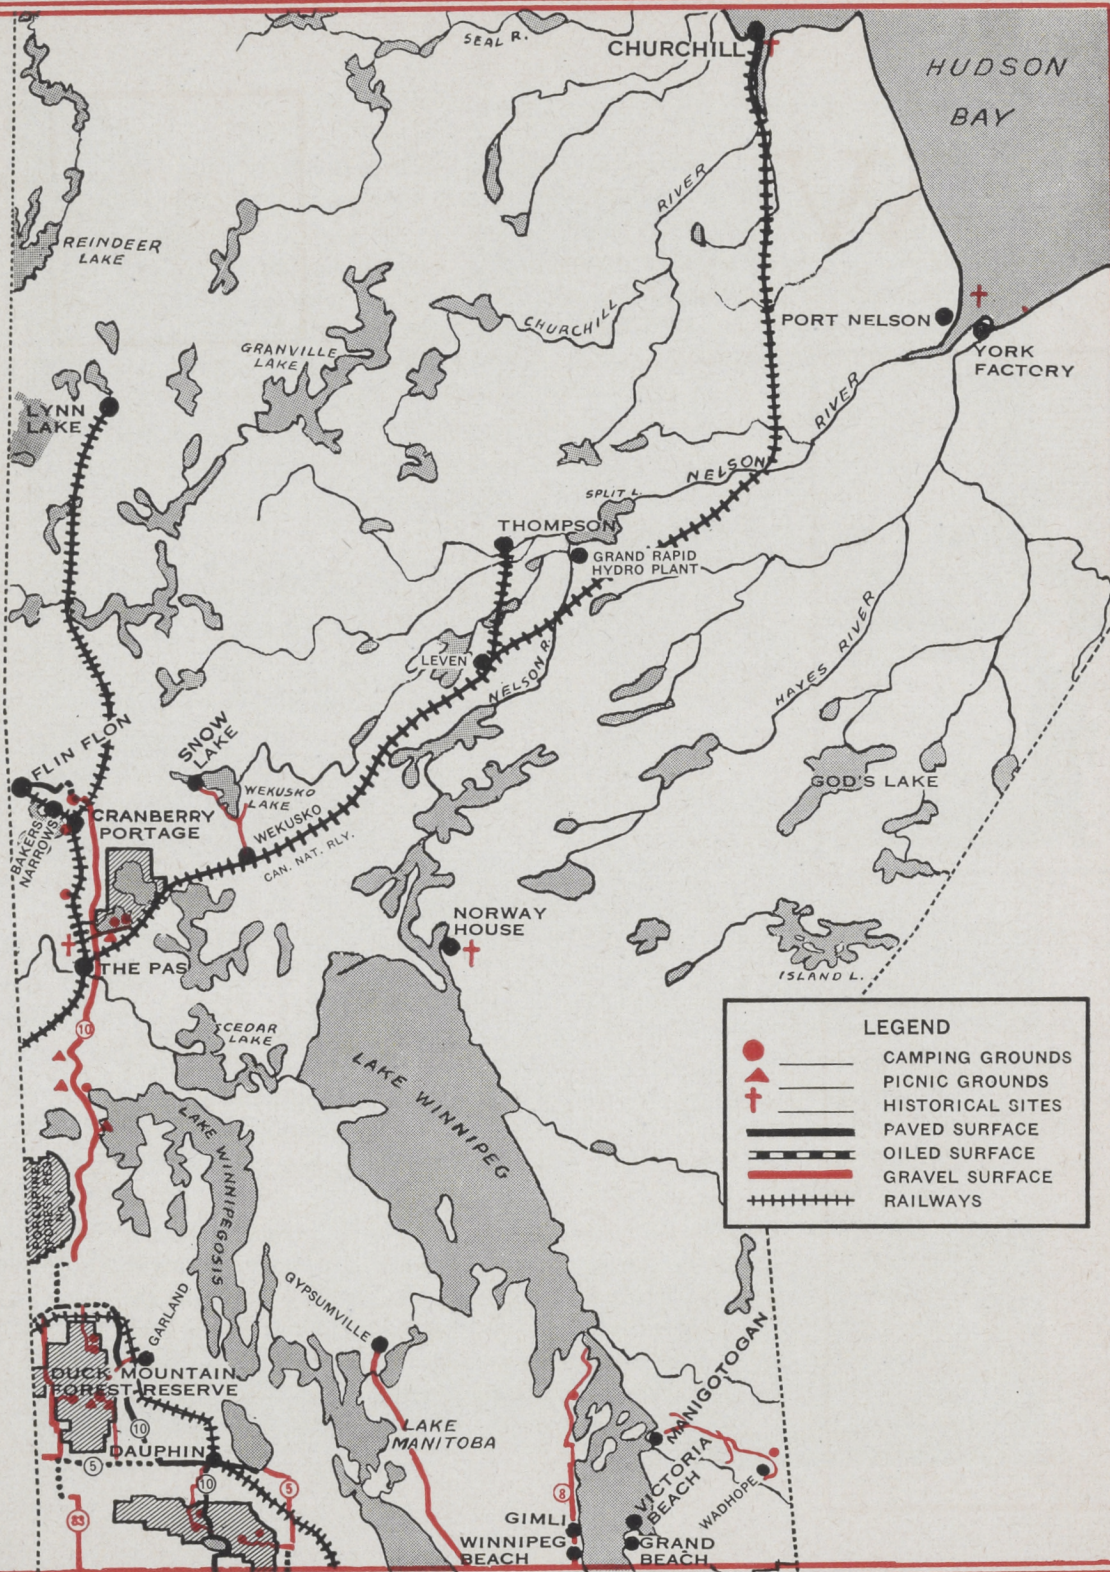 SEAL R.
CHURCHILL
HUDSON
BAY
RIVER
REINDEER
LAKE
CHURCHILL
PORT NELSON
YORK
FACTORY
GRANVILLE
LAKE
LYNN
LAKE
RIVER
NELSON
SPLIT L.
THOMPSON
GRAND RAPID
HYDRO PLANT
LEVEN
NELSON R.
HAYES RIVER
FLIN FLON
SNOW
LAKE
WEKUSKO
LAKE
GOD'S LAKE
CRANBERRY
PORTAGE
BAKERS
NARROWS
WEKUSKO
CAN. NAT. RLY.
NORWAY
HOUSE
THE PAS
ISLAND L.
10
CEDAR
LAKE
LAKE WINNIPEG
LEGEND
CAMPING GROUNDS
PICNIC GROUNDS
HISTORICAL SITES
PAVED SURFACE
OILED SURFACE
GRAVEL SURFACE
RAILWAYS
LAKE WINNIPEGOSIS
PORCUPINE
FOREST RES.
GARLAND
GYPSUMVILLE
DUCK MOUNTAIN
FOREST RESERVE
10
LAKE
MANITOBA
MANIGOTOGAN
DAUPHIN
5
10
5
83
8
VICTORIA
BEACH
WADHOPE
GIMLI
WINNIPEG
BEACH
GRAND
BEACH